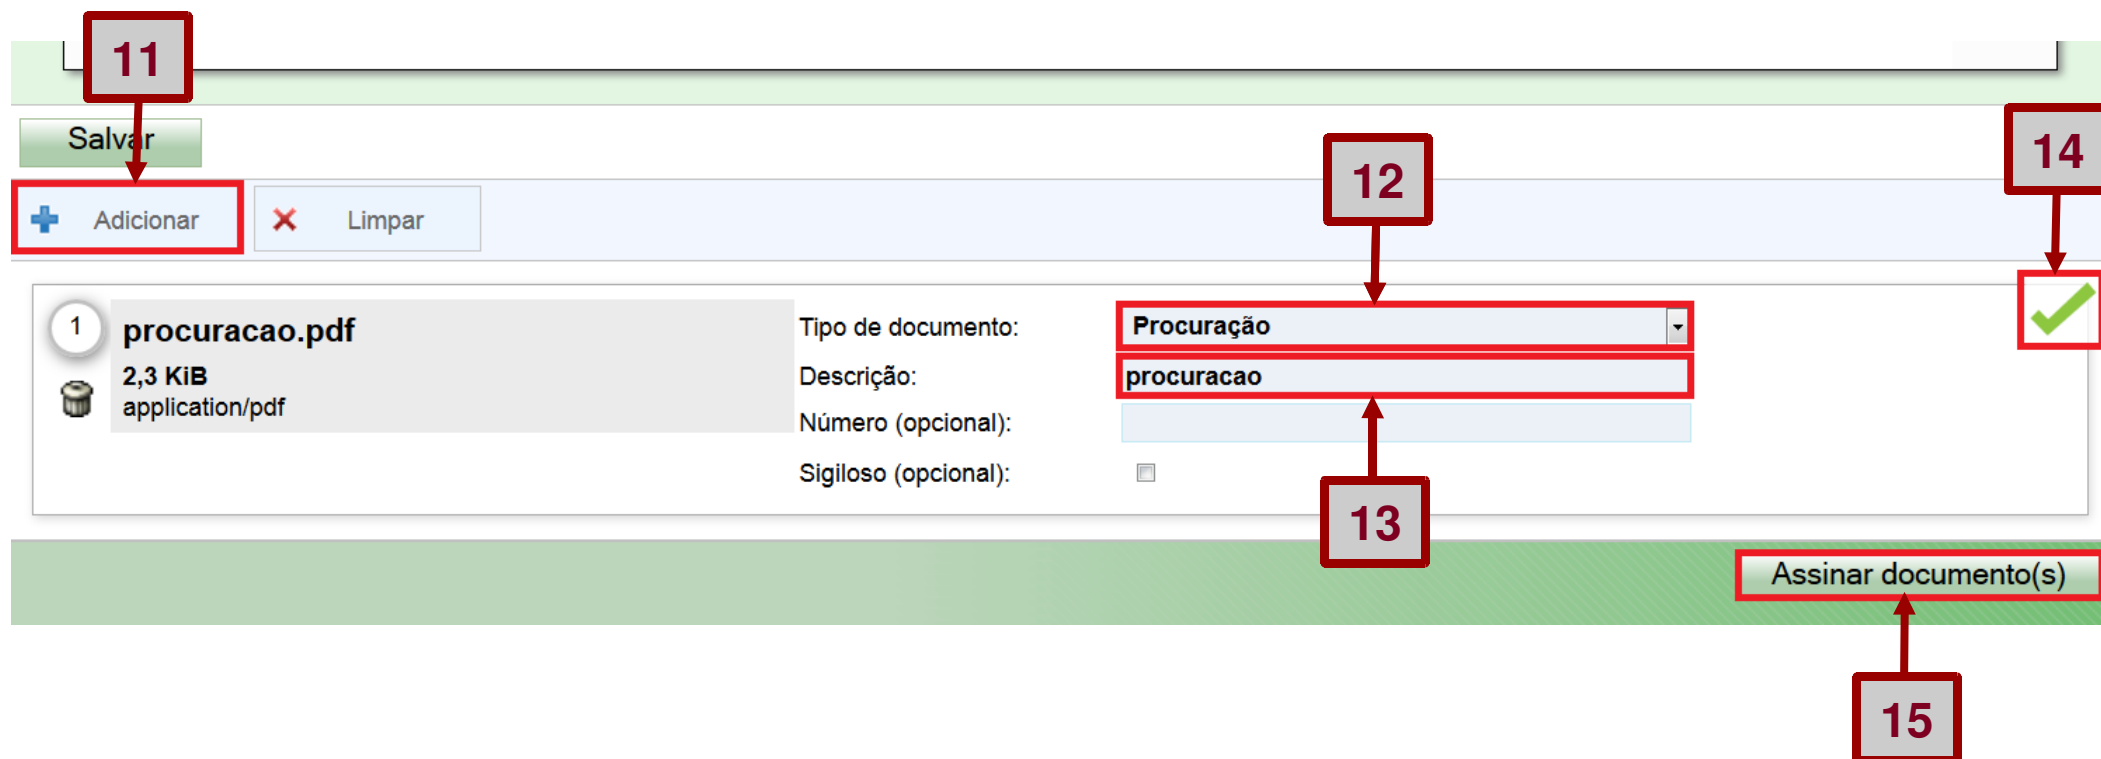 11
Salvar
14
12
Adicionar
Limpar
1
procuracao.pdf
Tipo de documento:
Procuração
2,3 KiB
Descrição:
procuracao
application/pdf
Número (opcional):
Sigiloso (opcional):
13
Assinar documento(s)
15